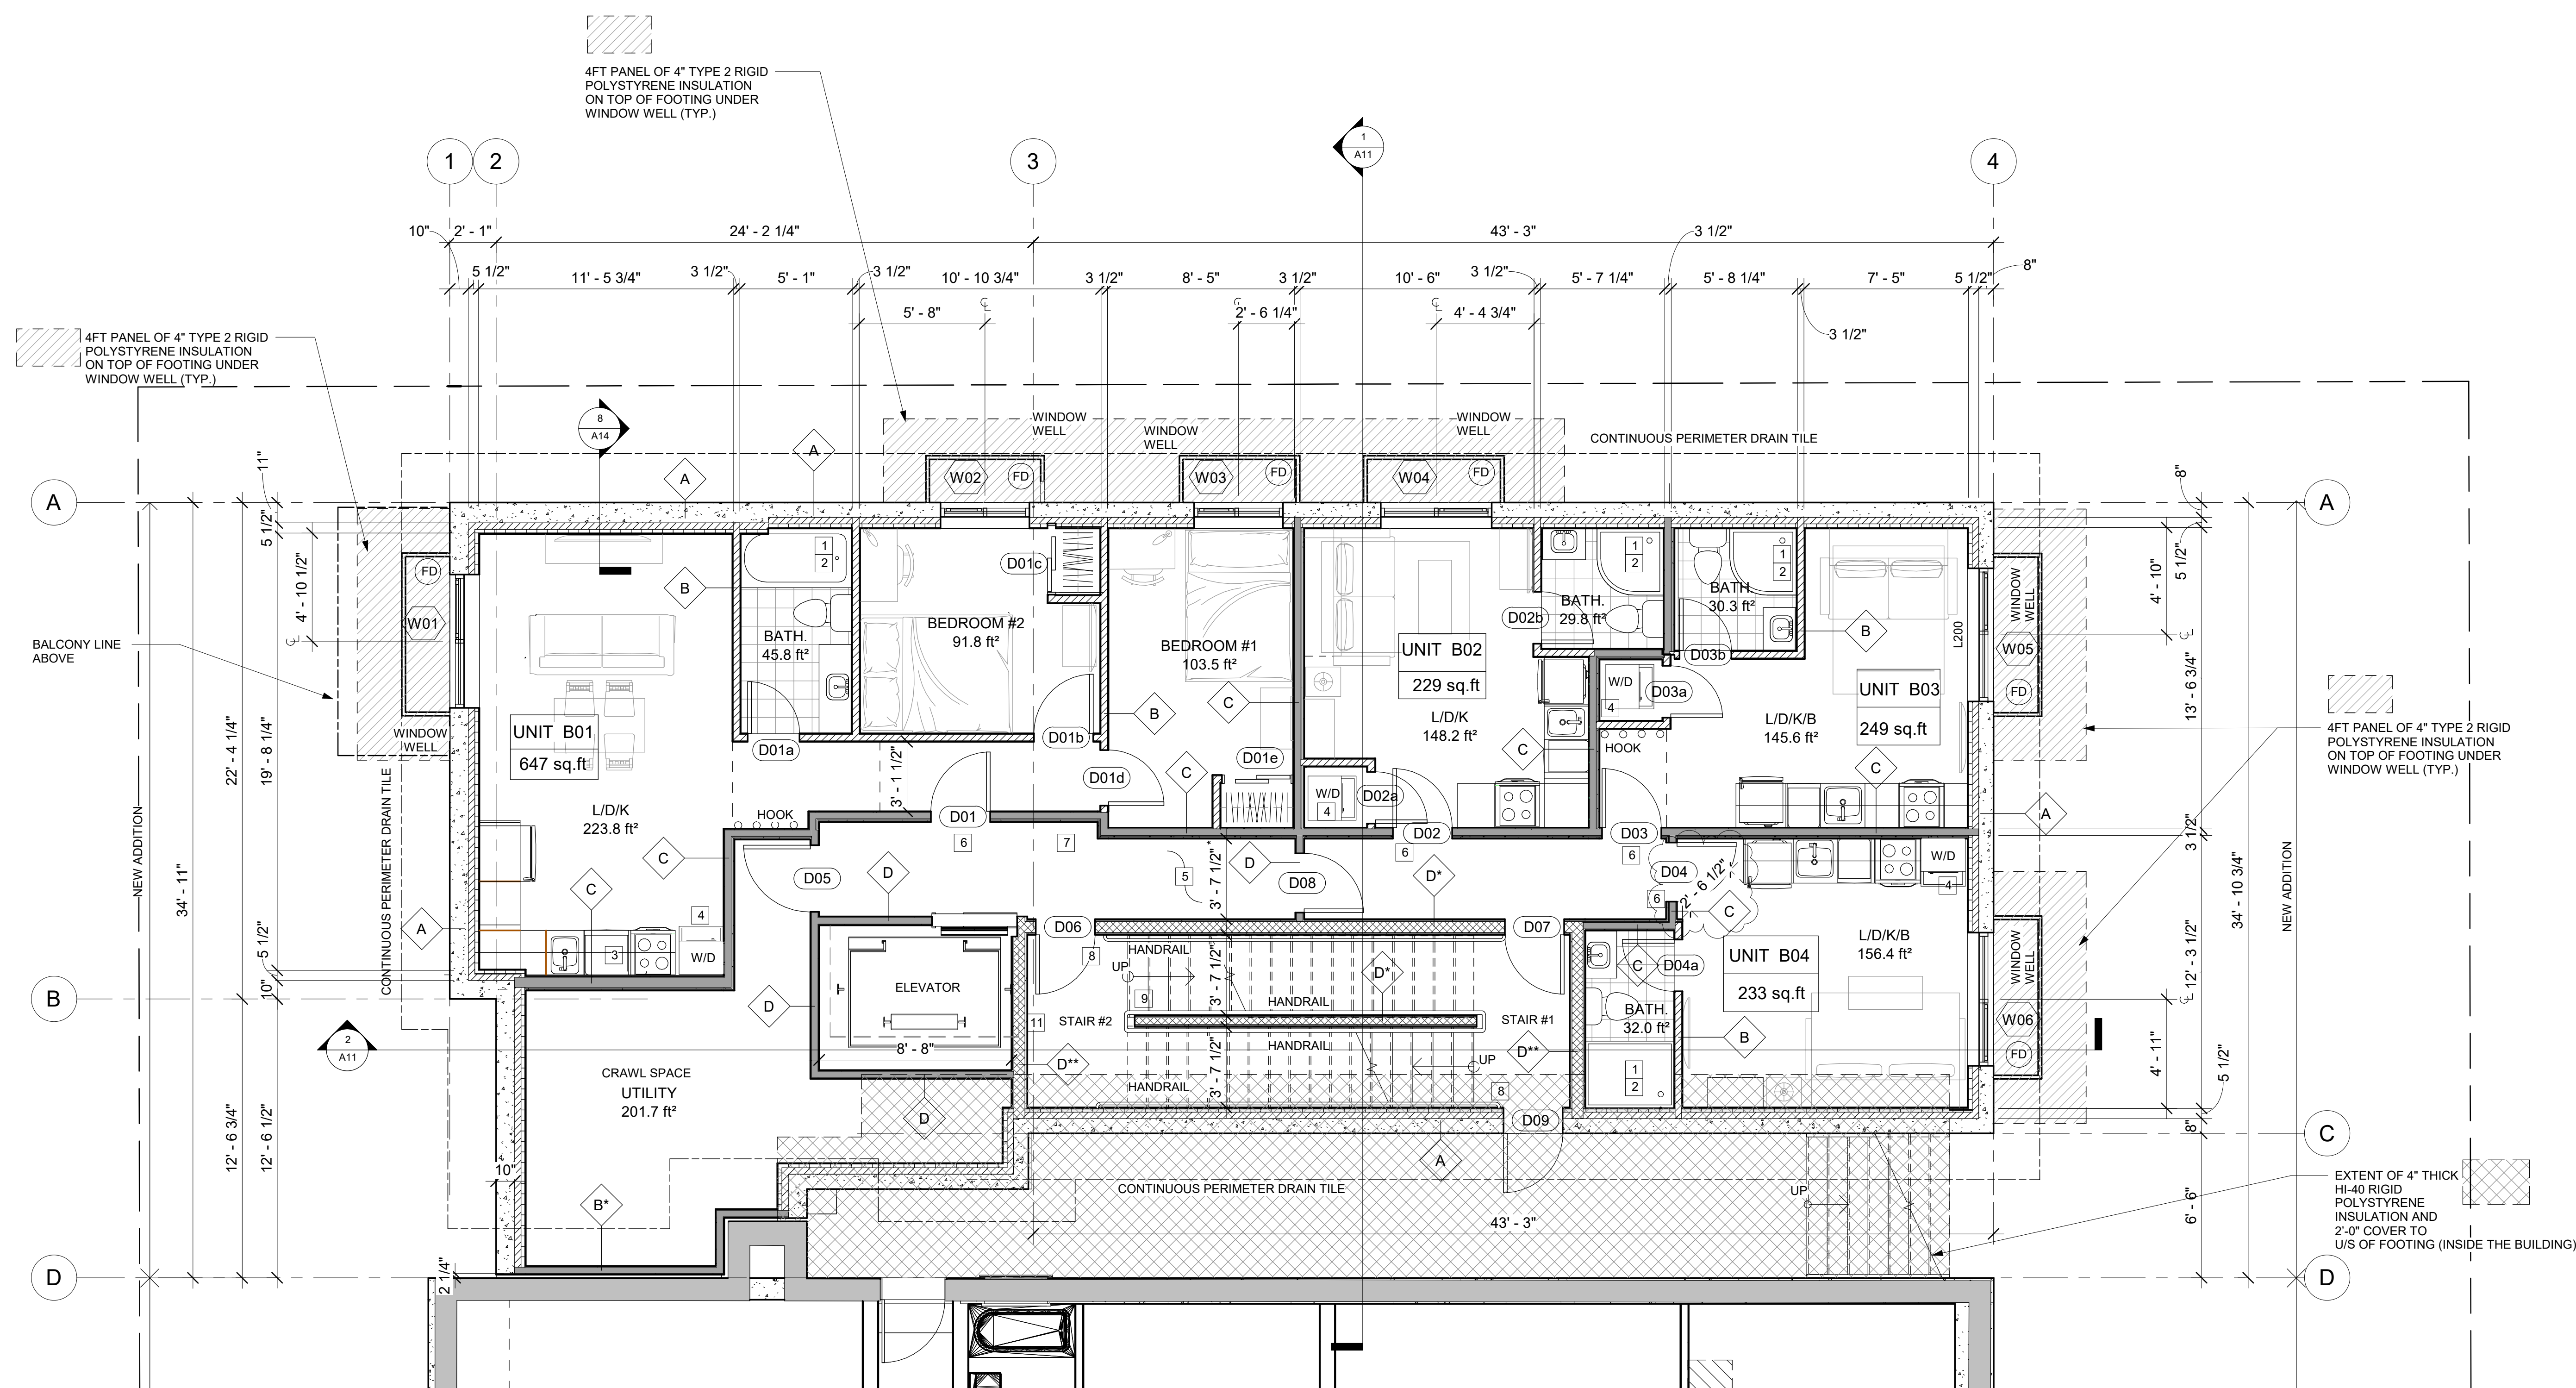 4FT PANEL OF 4" TYPE 2 RIGID
POLYSTYRENE INSULATION
ON TOP OF FOOTING UNDER
WINDOW WELL (TYP.)
1
A11
1
2
3
4
10"
2' - 1"
24' - 2 1/4"
43' - 3"
3 1/2"
5 1/2"
11' - 5 3/4"
3 1/2"
5' - 1"
3 1/2"
10' - 10 3/4"
3 1/2"
8' - 5"
3 1/2"
10' - 6"
3 1/2"
5' - 7 1/4"
5' - 8 1/4"
7' - 5"
5 1/2"
8"
5' - 8"
2' - 6 1/4"
4' - 4 3/4"
3 1/2"
4FT PANEL OF 4" TYPE 2 RIGID
POLYSTYRENE INSULATION
ON TOP OF FOOTING UNDER
WINDOW WELL (TYP.)
8
A14
WINDOW
WELL
WINDOW
WELL
WINDOW
WELL
CONTINUOUS PERIMETER DRAIN TILE
A
A
W02
FD
W03
FD
W04
FD
A
A
11"
5 1/2"
4' - 10 1/2"
8"
5 1/2"
4' - 10"
FD
W01
WINDOW
WELL
BALCONY LINE
ABOVE
B
1
2
BATH.
45.8 ft²
BEDROOM #2
91.8 ft²
D01c
BEDROOM #1
103.5 ft²
UNIT B02
229 sq.ft
L/D/K
148.2 ft²
D02b
BATH.
29.8 ft²
1
2
BATH.
30.3 ft²
1
2
B
L200
WINDOW
WELL
W05
FD
UNIT B03
249 sq.ft
L/D/K/B
145.6 ft²
D03b
D03a
W/D
4
HOOK
13' - 6 3/4"
4FT PANEL OF 4" TYPE 2 RIGID
POLYSTYRENE INSULATION
ON TOP OF FOOTING UNDER
WINDOW WELL (TYP.)
UNIT B01
647 sq.ft
L/D/K
223.8 ft²
D01a
D01b
D01d
D01e
B
C
C
C
C
3' - 1 1/2"
HOOK
D01
6
7
W/D
4
D02a
D02
6
D03
6
A
NEW ADDITION
34' - 11"
22' - 4 1/4"
19' - 8 1/4"
CONTINUOUS PERIMETER DRAIN TILE
C
C
A
D05
D
5
3' - 7 1/2" *
D
D08
D*
D04
6
2' - 6 1/2"
C
W/D
4
3 1/2"
34' - 10 3/4"
NEW ADDITION
4
3
W/D
5 1/2"
10"
B
ELEVATOR
8' - 8"
D
D06
8
HANDRAIL
UP
9
11
STAIR #2
3' - 7 1/2"
D*
HANDRAIL
HANDRAIL
3' - 7 1/2"
HANDRAIL
D**
D07
STAIR #1
D**
UP
8
D09
C
D04a
BATH.
32.0 ft²
1
2
B
UNIT B04
233 sq.ft
L/D/K/B
156.4 ft²
WINDOW
WELL
W06
FD
12' - 3 1/2"
4' - 11"
5 1/2"
8"
C
2
A11
CRAWL SPACE
UTILITY
201.7 ft²
D
A
12' - 6 3/4"
12' - 6 1/2"
10"
B*
CONTINUOUS PERIMETER DRAIN TILE
43' - 3"
UP
6' - 6"
EXTENT OF 4" THICK
HI-40 RIGID
POLYSTYRENE
INSULATION AND
2'-0" COVER TO
U/S OF FOOTING (INSIDE THE BUILDING)
2 1/4"
D
D